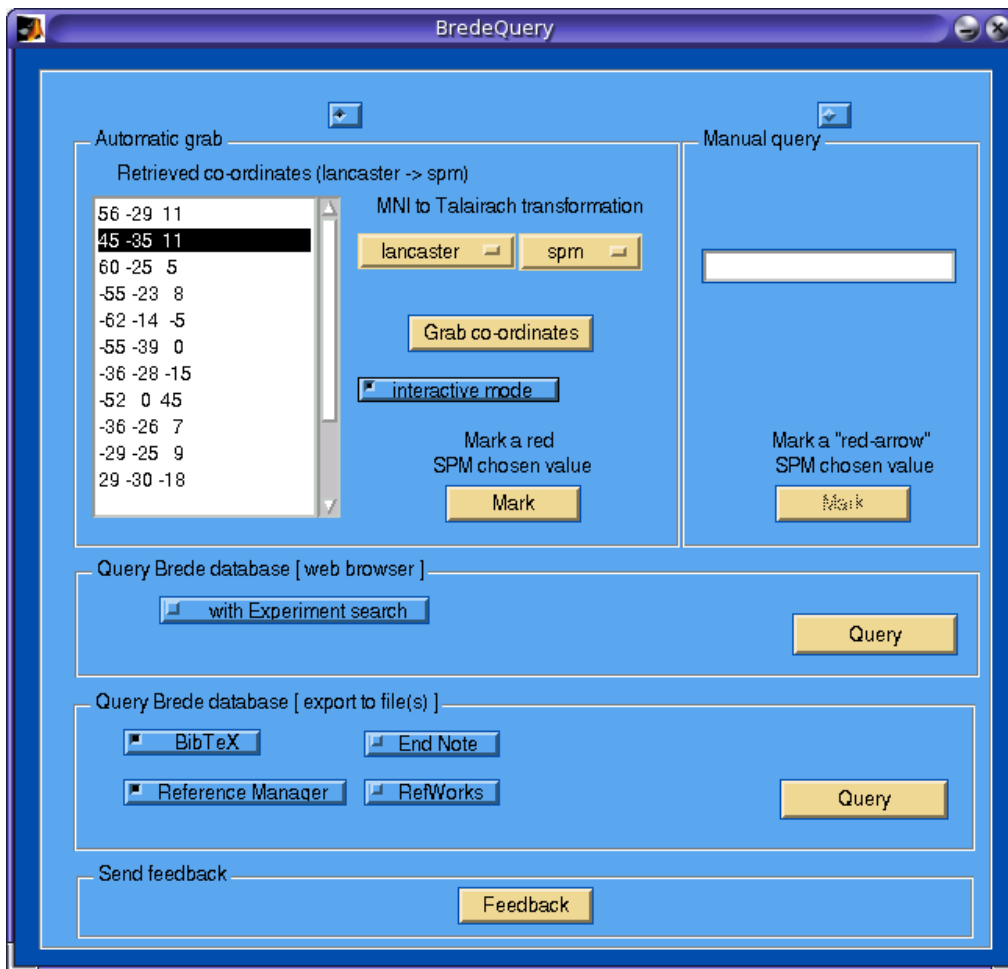 BredeQuery
Automatic grab
Manual query
Retrieved co-ordinates (lancaster -> spm)
56 -29 11
45 -35 11
60 -25 5
-55 -23 8
-62 -14 -5
-55 -39 0
-36 -28 -15
-52 0 45
-36 -26 7
-29 -25 9
29 -30 -18
MNI to Talairach transformation
lancaster
spm
Grab co-ordinates
interactive mode
Mark a red
SPM chosen value
Mark
Mark a "red-arrow"
SPM chosen value
Mark
Query Brede database [ web browser ]
with Experiment search
Query
Query Brede database [ export to file(s) ]
BibTeX
End Note
Reference Manager
RefWorks
Query
Send feedback
Feedback